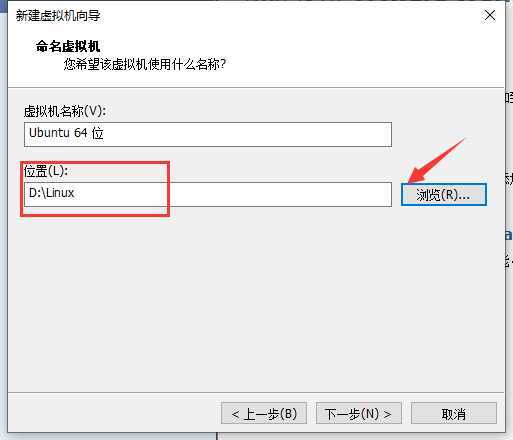 新建虚拟机向导
命名虚拟机
您希望该虚拟机使用什么名称?
虚拟机名称(V):
Ubuntu 64 位
位置(L):
D:\Linux
浏览(R)...
< 上一步(B)
下一步(N) >
取消